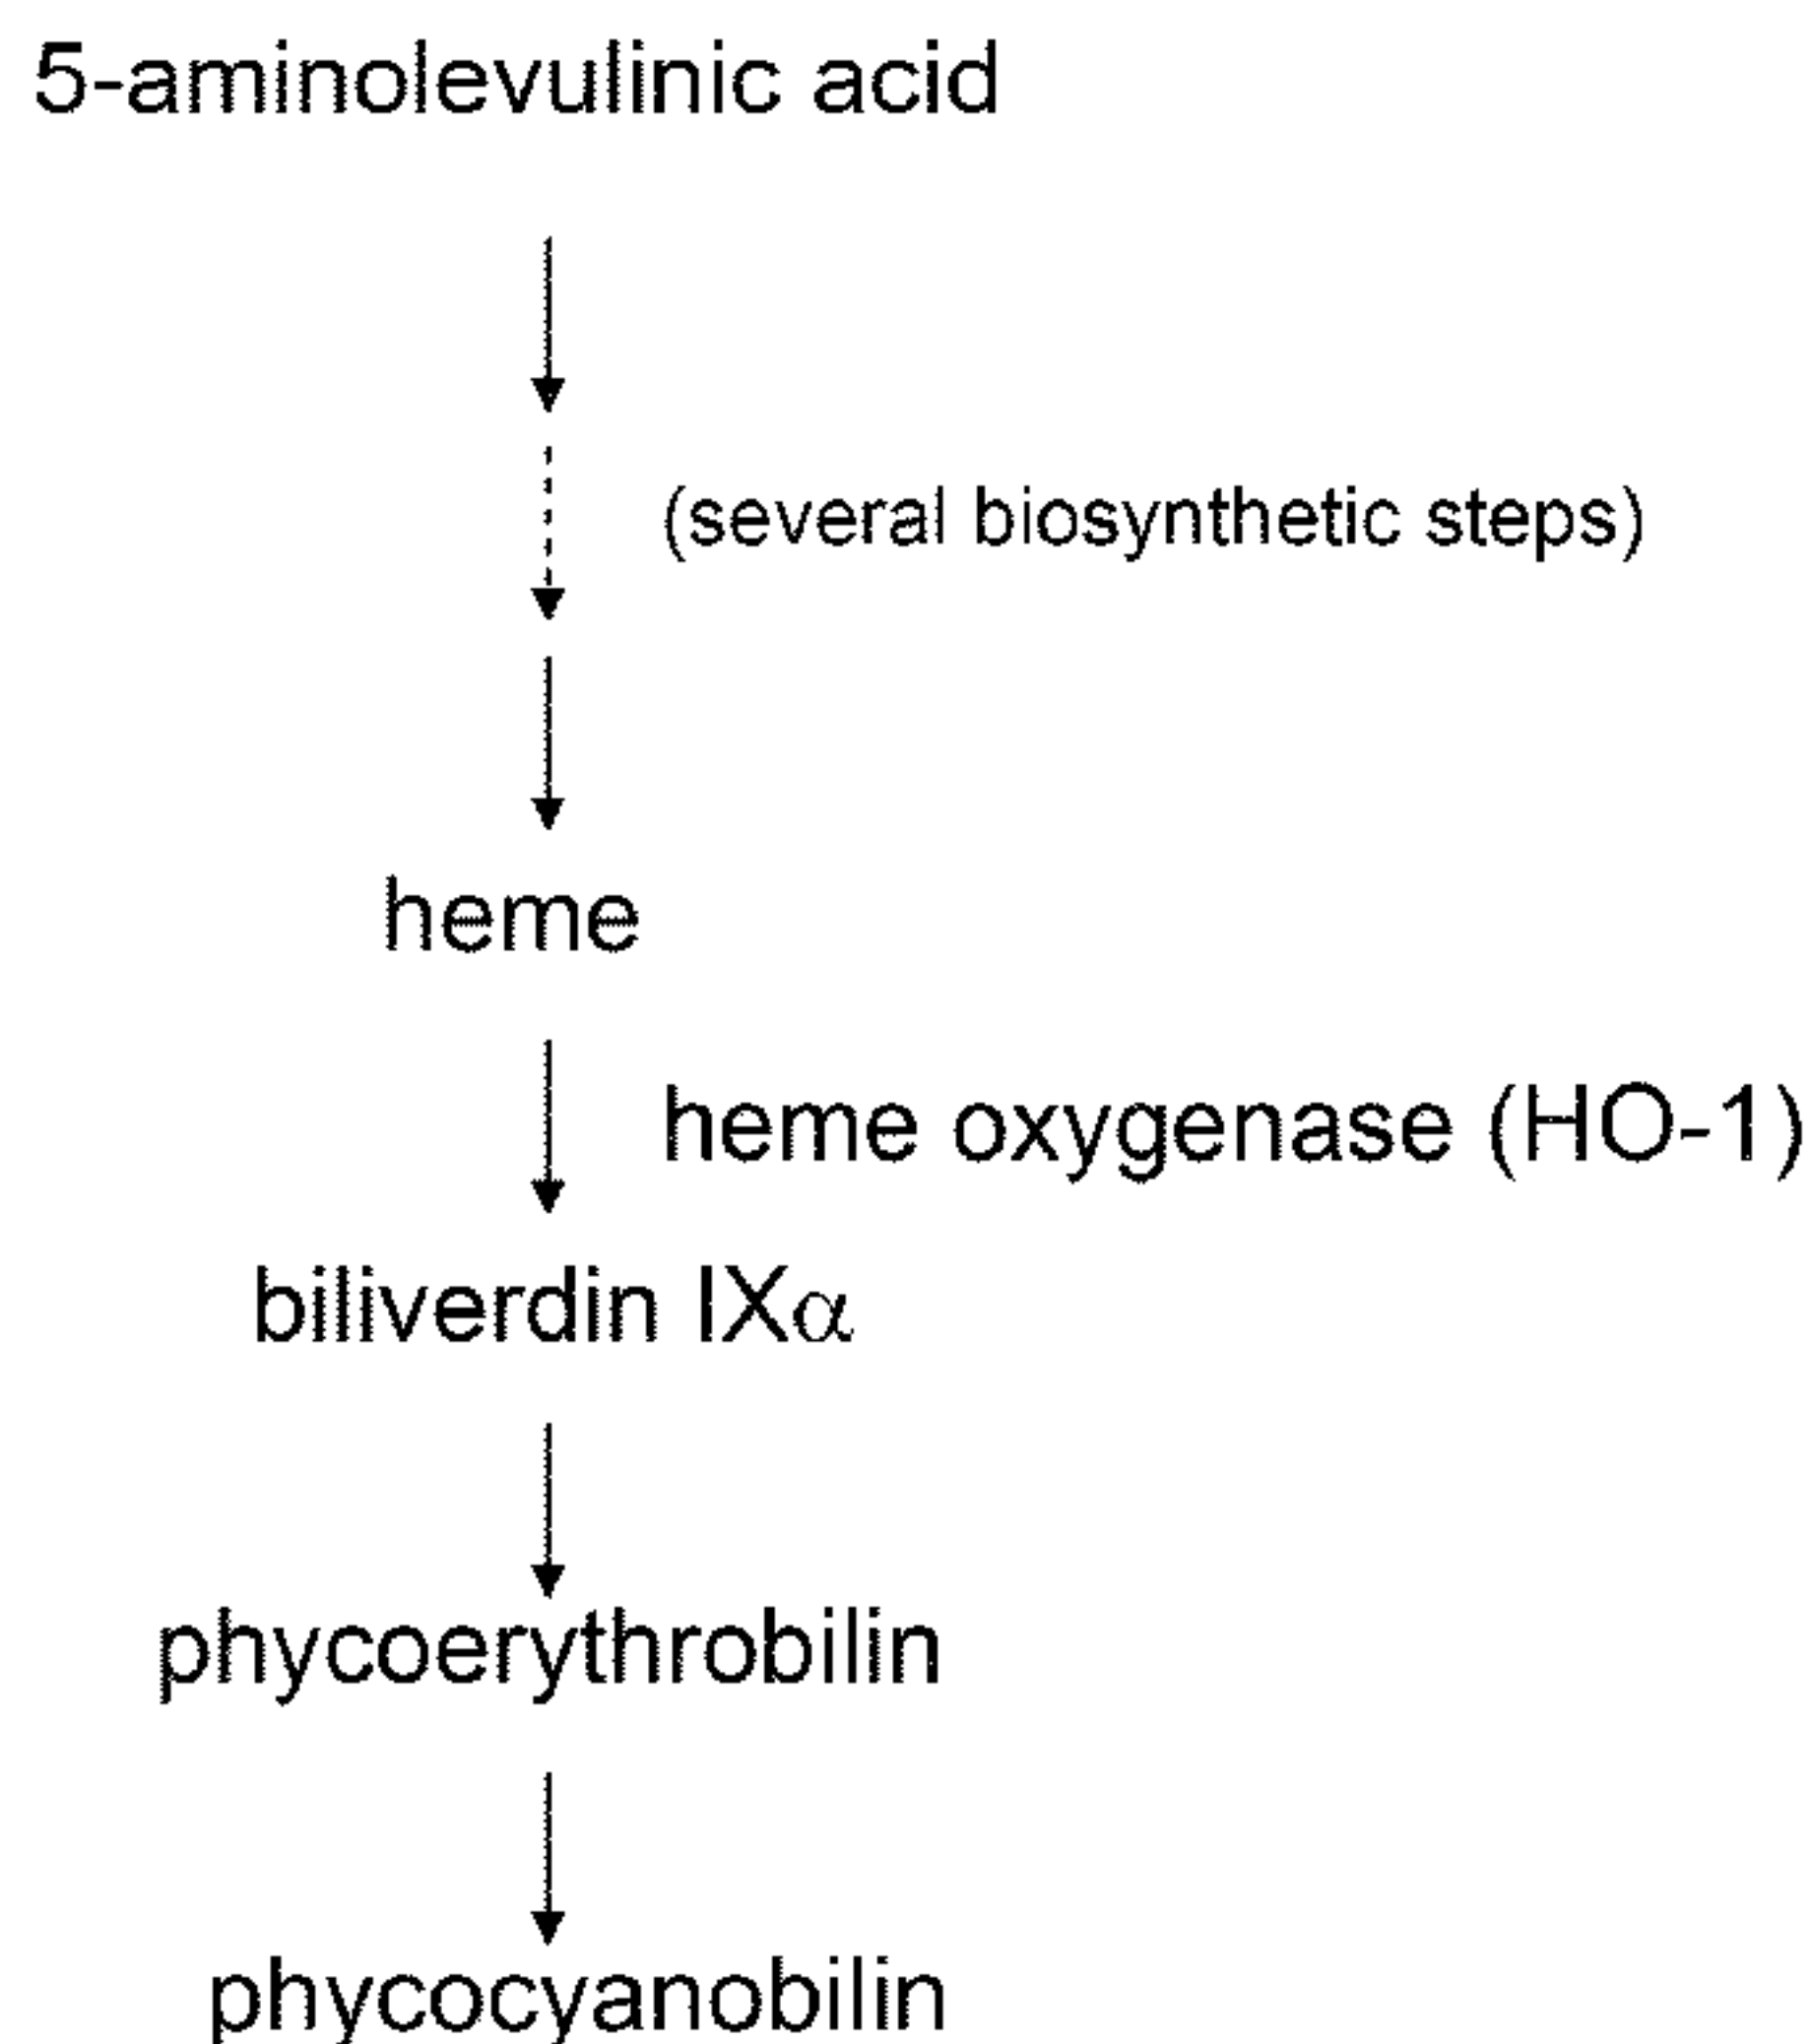 5-aminolevulinic acid
(several biosynthetic steps)
heme
heme oxygenase (HO-1)
biliverdin IXα
phycoerythrobilin
phycocyanobilin